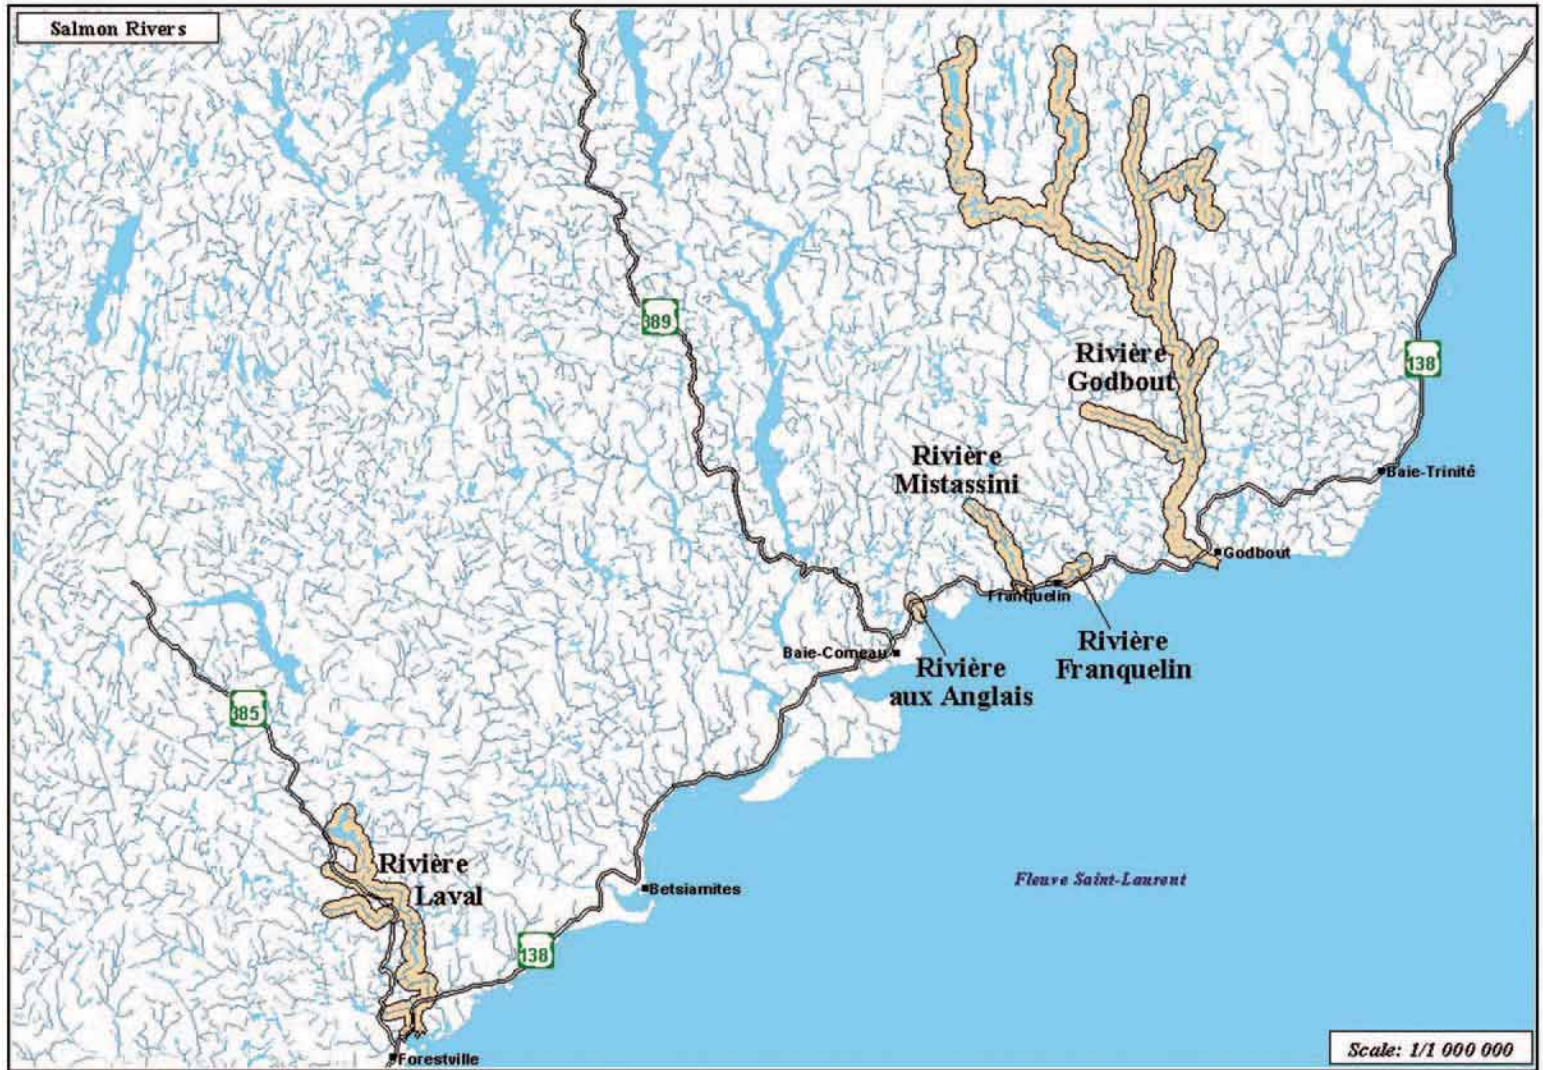 Salmon Rivers
389
138
Rivière
Godbout
Rivière
Mistassini
Baie-Trinité
Godbout
Franquelin
Rivière
Franquelin
Baie-Comeau
Rivière
aux Anglais
385
Rivière
Laval
Betsiamites
Fleuve Saint-Laurent
138
Forestville
Scale: 1/1 000 000